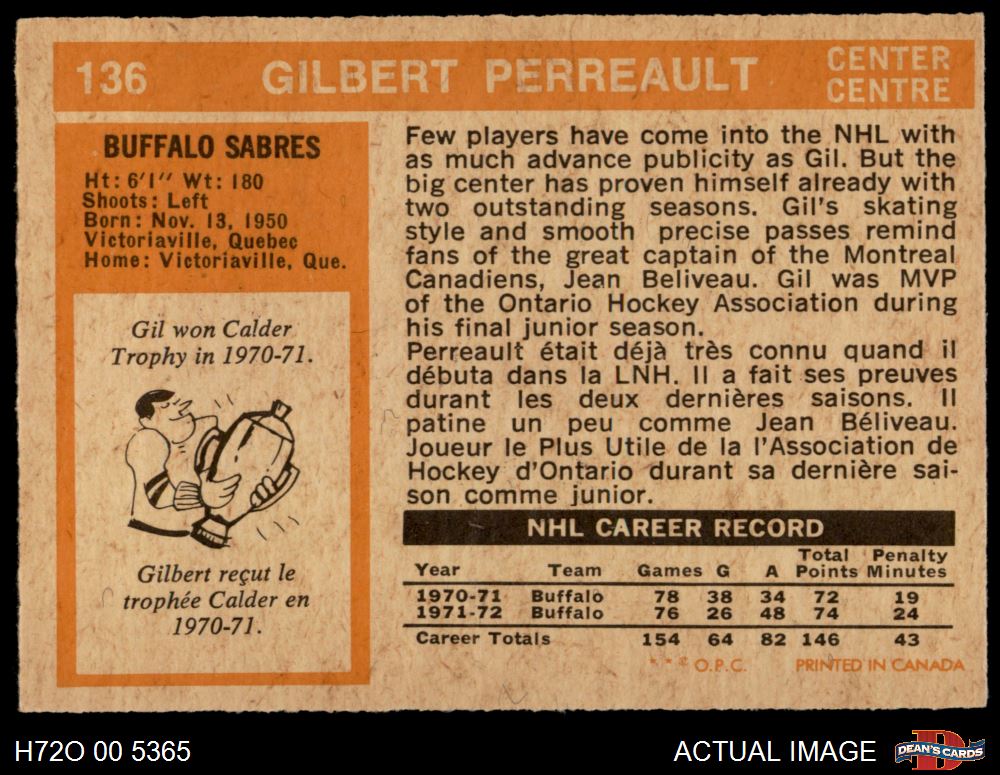 136 GILBERT PERREAULT CENTER
CENTRE
BUFFALO SABRES
Ht: 6'1" Wt: 180
Shoots: Left
Born: Nov. 13, 1950
Victoriaville, Quebec
Home: Victoriaville, Que.
Gil won Calder
Trophy in 1970-71.
Gilbert reçut le
trophée Calder en
1970-71.
Few players have come into the NHL with
as much advance publicity as Gil. But the
big center has proven himself already with
two outstanding seasons. Gil's skating
style and smooth precise passes remind
fans of the great captain of the Montreal
Canadiens, Jean Beliveau. Gil was MVP
of the Ontario Hockey Association during
his final junior season.
Perreault était déjà très connu quand il
débuta dans la LNH. Il a fait ses preuves
durant les deux dernières saisons. Il
patine un peu comme Jean Béliveau.
Joueur le Plus Utile de la l'Association de
Hockey d'Ontario durant sa dernière sai-
son comme junior.
NHL CAREER RECORD
Year Team Games G A Total Points Penalty Minutes
1970-71 Buffalo 78 38 34 72 19
1971-72 Buffalo 76 26 48 74 24
Career Totals 154 64 82 146 43
* * * O.P.C. PRINTED IN CANADA
H72O 00 5365 ACTUAL IMAGE DEAN'S CARDS